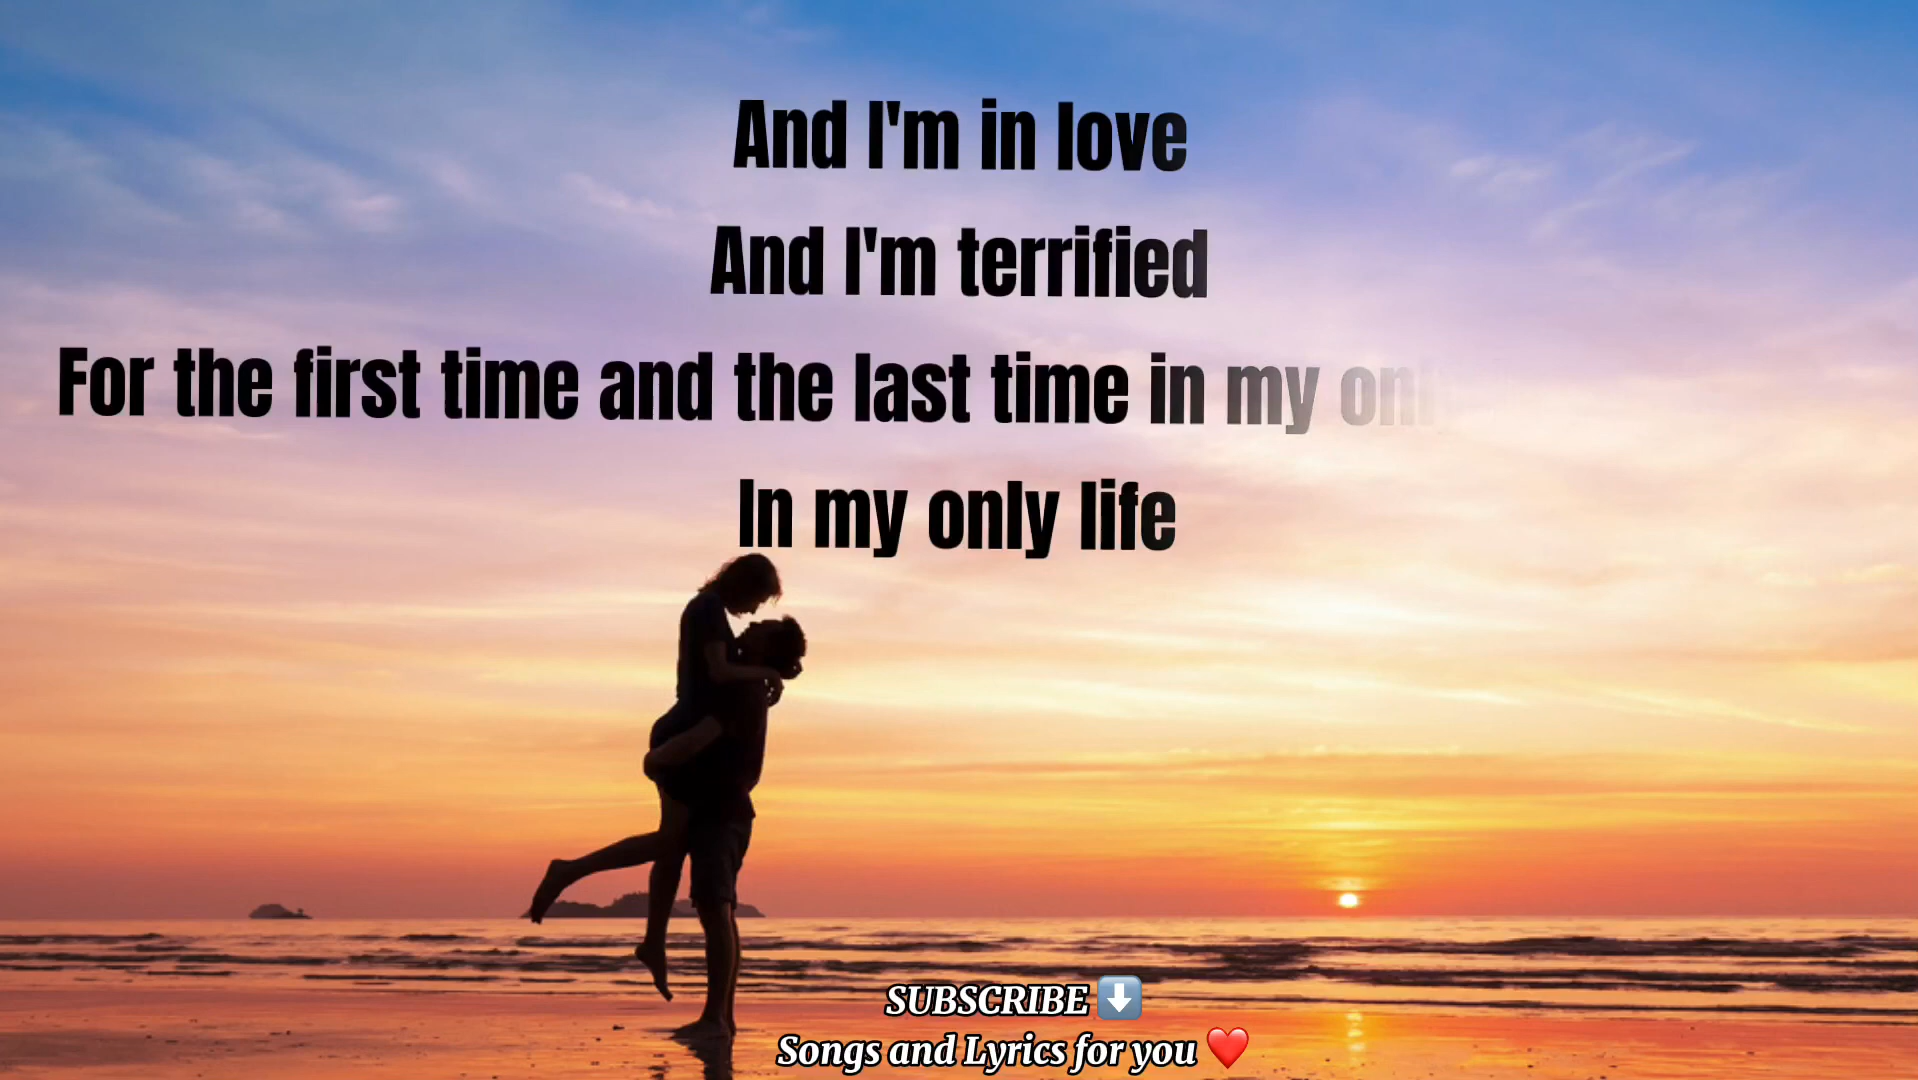 And I'm in love
And I'm terrified
For the first time and the last time in my only
In my only life
SUBSCRIBE ⬇️
Songs and Lyrics for you ❤️